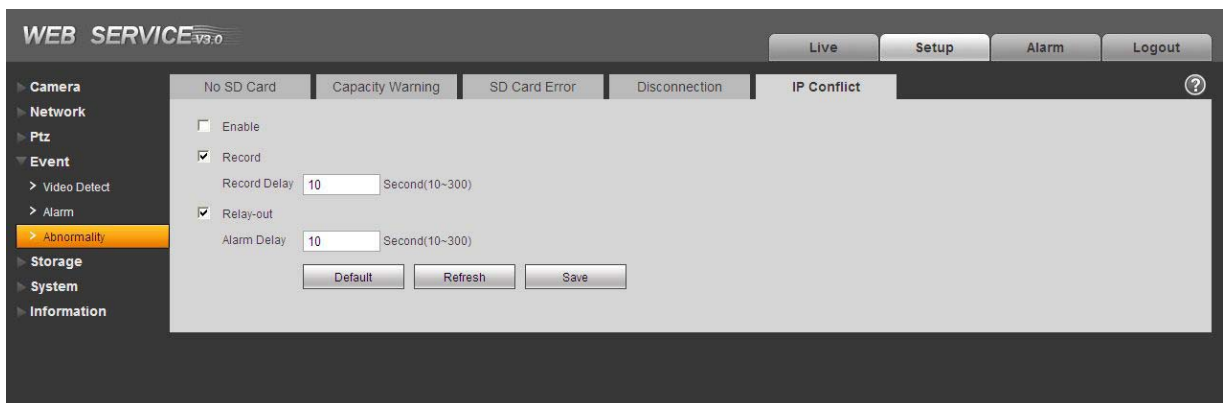 WEB SERVICE V3.0
Live Setup Alarm Logout
Camera
Network
Ptz
Event
Video Detect
Alarm
Abnormality
Storage
System
Information
No SD Card Capacity Warning SD Card Error Disconnection IP Conflict ?
Enable
Record
Record Delay 10 Second(10~300)
Relay-out
Alarm Delay 10 Second(10~300)
Default Refresh Save